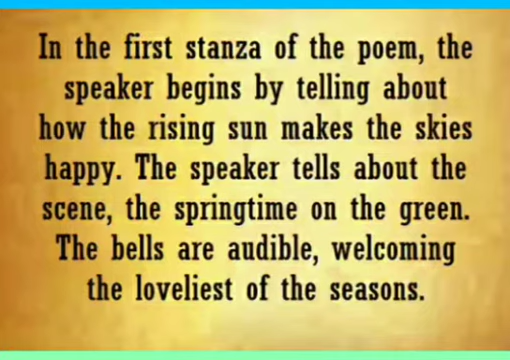 In the first stanza of the poem, the
speaker begins by telling about
how the rising sun makes the skies
happy. The speaker tells about the
scene, the springtime on the green.
The bells are audible, welcoming
the loveliest of the seasons.